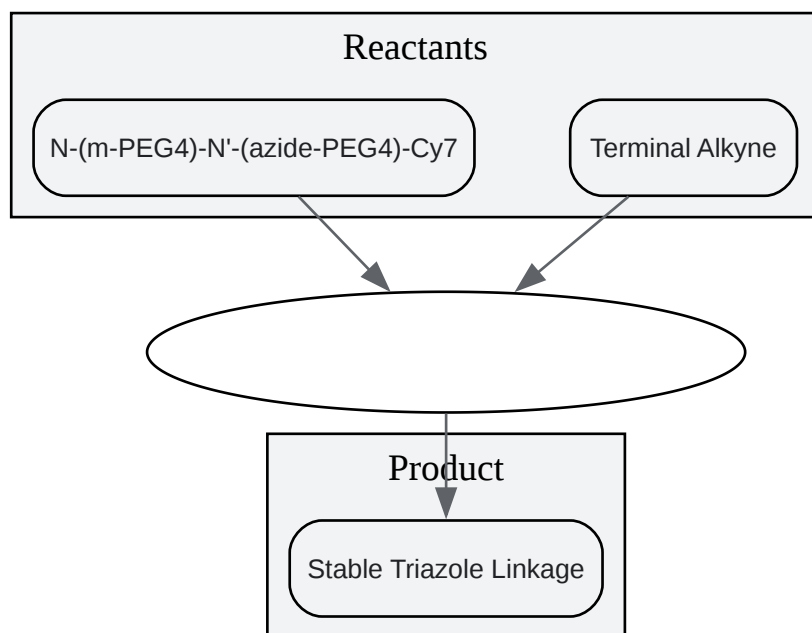 Reactants
N-(m-PEG4)-N'-(azide-PEG4)-Cy7
Terminal Alkyne
Product
Stable Triazole Linkage